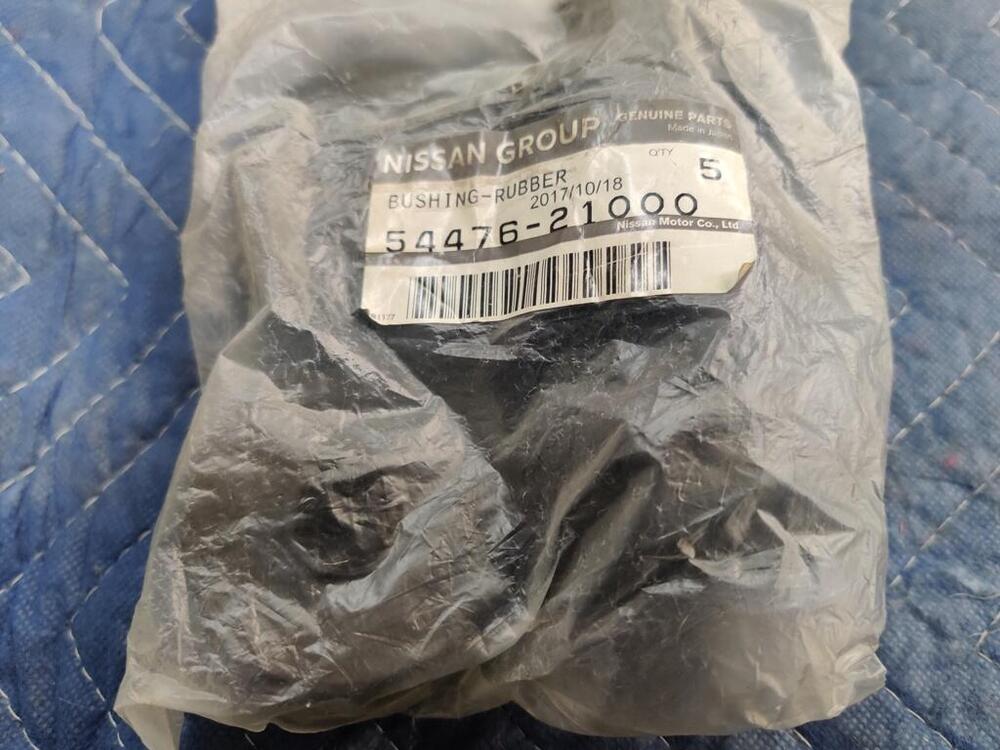 NISSAN GROUP GENUINE PARTS
Made in Japan
BUSHING-RUBBER QTY 5
2017/10/18
54476-21000
Nissan Motor Co., Ltd.